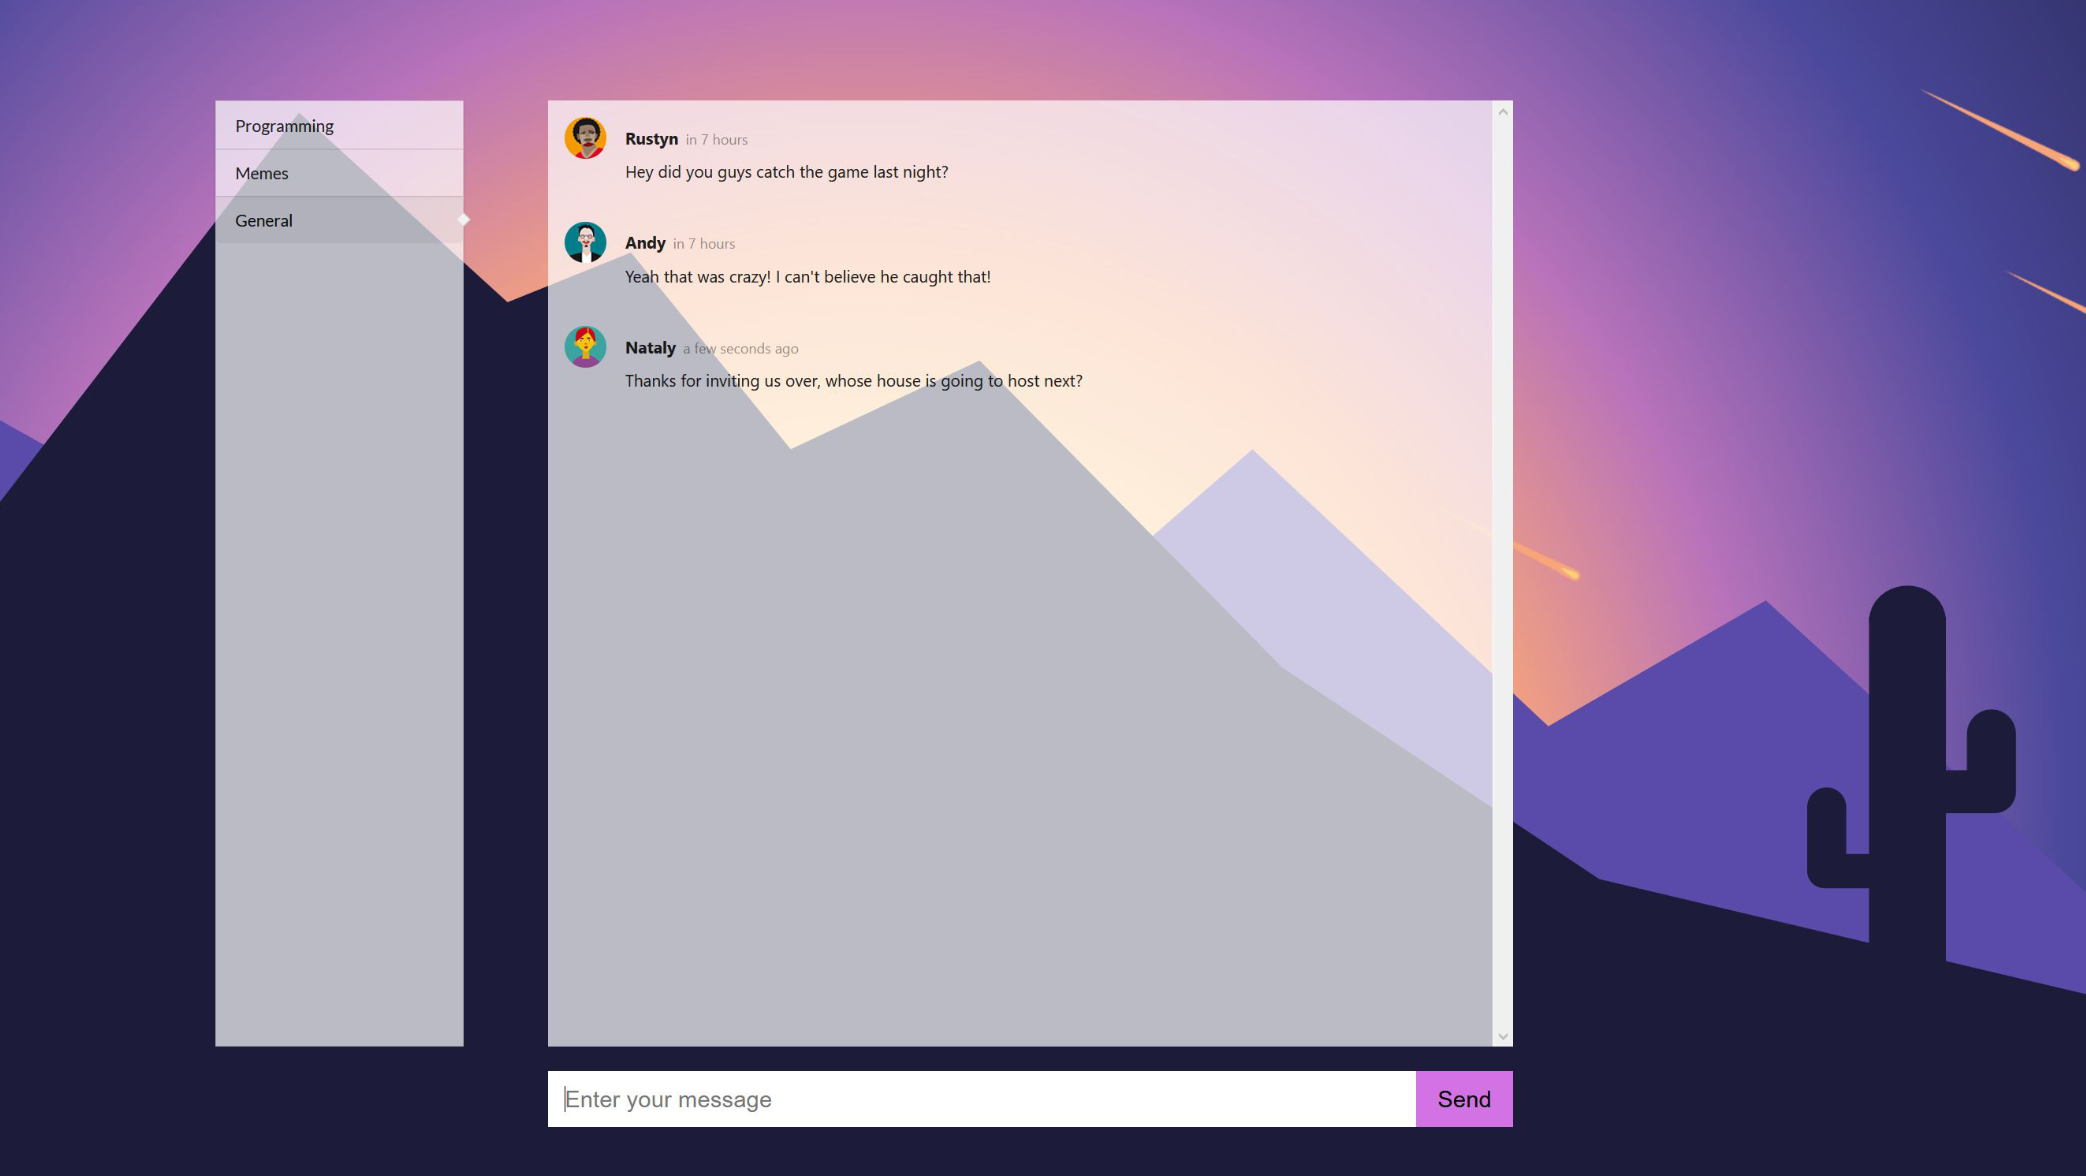 Programming
Memes
General
Rustyn in 7 hours
Hey did you guys catch the game last night?
Andy in 7 hours
Yeah that was crazy! I can't believe he caught that!
Nataly a few seconds ago
Thanks for inviting us over, whose house is going to host next?
Enter your message
Send